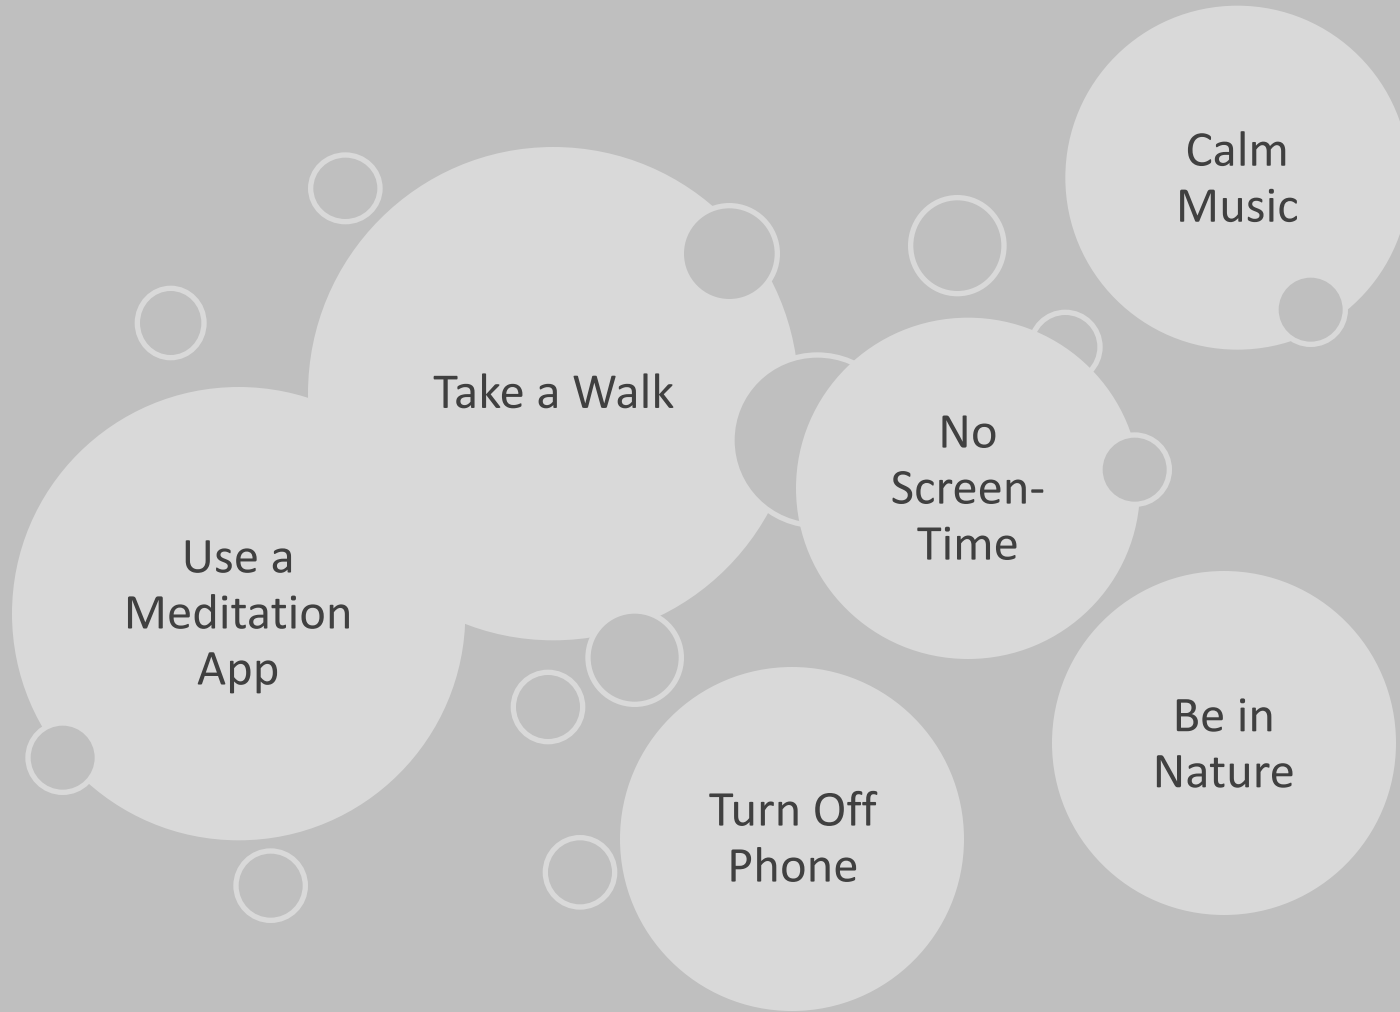 Calm
Music
Take a Walk
No
Screen-
Time
Use a
Meditation
App
Be in
Nature
Turn Off
Phone